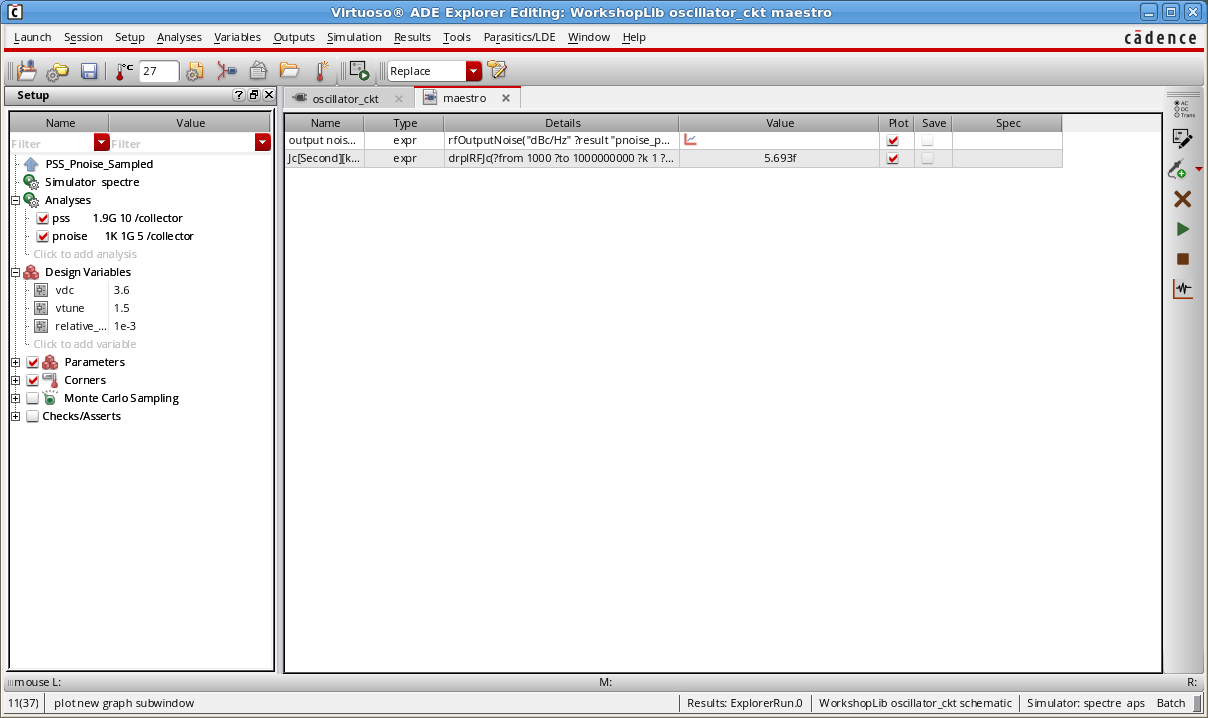 Virtuoso® ADE Explorer Editing: WorkshopLib oscillator_ckt maestro
Launch Session Setup Analyses Variables Outputs Simulation Results Tools Parasitics/LDE Window Help
cādence
°C 27 Replace
Setup
oscillator_ckt
maestro
Name Value
Filter Filter
PSS_Pnoise_Sampled
Simulator spectre
Analyses
pss 1.9G 10 /collector
pnoise 1K 1G 5 /collector
Click to add analysis
Design Variables
vdc 3.6
vtune 1.5
relative_... 1e-3
Click to add variable
Parameters
Corners
Monte Carlo Sampling
Checks/Asserts
Name Type Details Value Plot Save Spec
output nois... expr rfOutputNoise("dBc/Hz" ?result "pnoise_p...
Jc[Second][k... expr drplRFJc(?from 1000 ?to 1000000000 ?k 1 ?... 5.693f
AC
DC
Trans
mouse L: M: R:
11(37) plot new graph subwindow Results: ExplorerRun.0 WorkshopLib oscillator_ckt schematic Simulator: spectre aps Batch